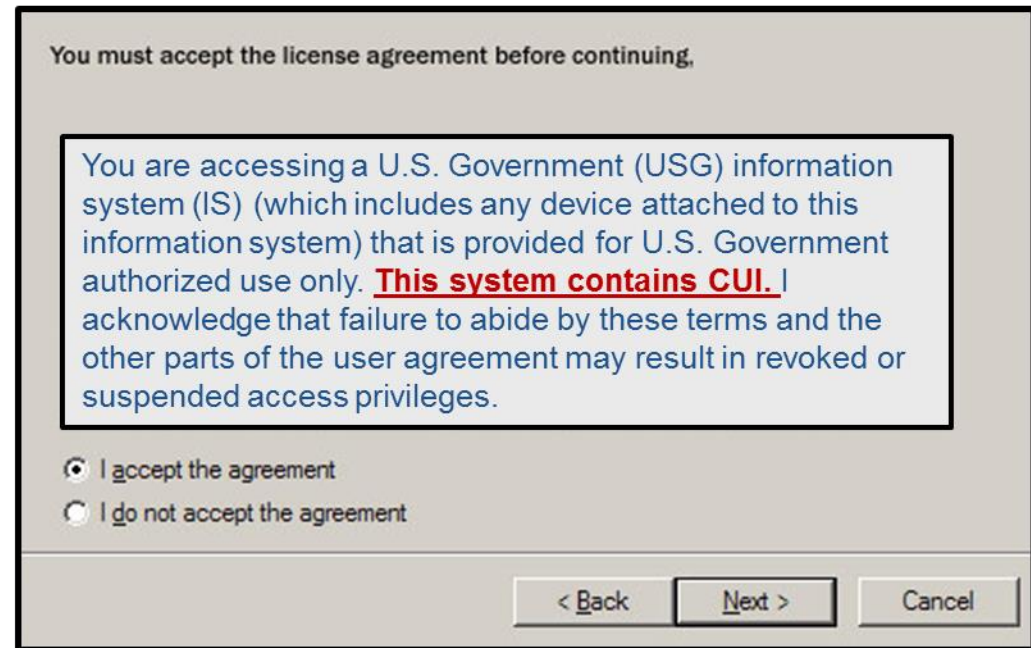 You must accept the license agreement before continuing,
You are accessing a U.S. Government (USG) information
system (IS) (which includes any device attached to this
information system) that is provided for U.S. Government
authorized use only. This system contains CUI. I
acknowledge that failure to abide by these terms and the
other parts of the user agreement may result in revoked or
suspended access privileges.
I accept the agreement
I do not accept the agreement
< Back Next > Cancel